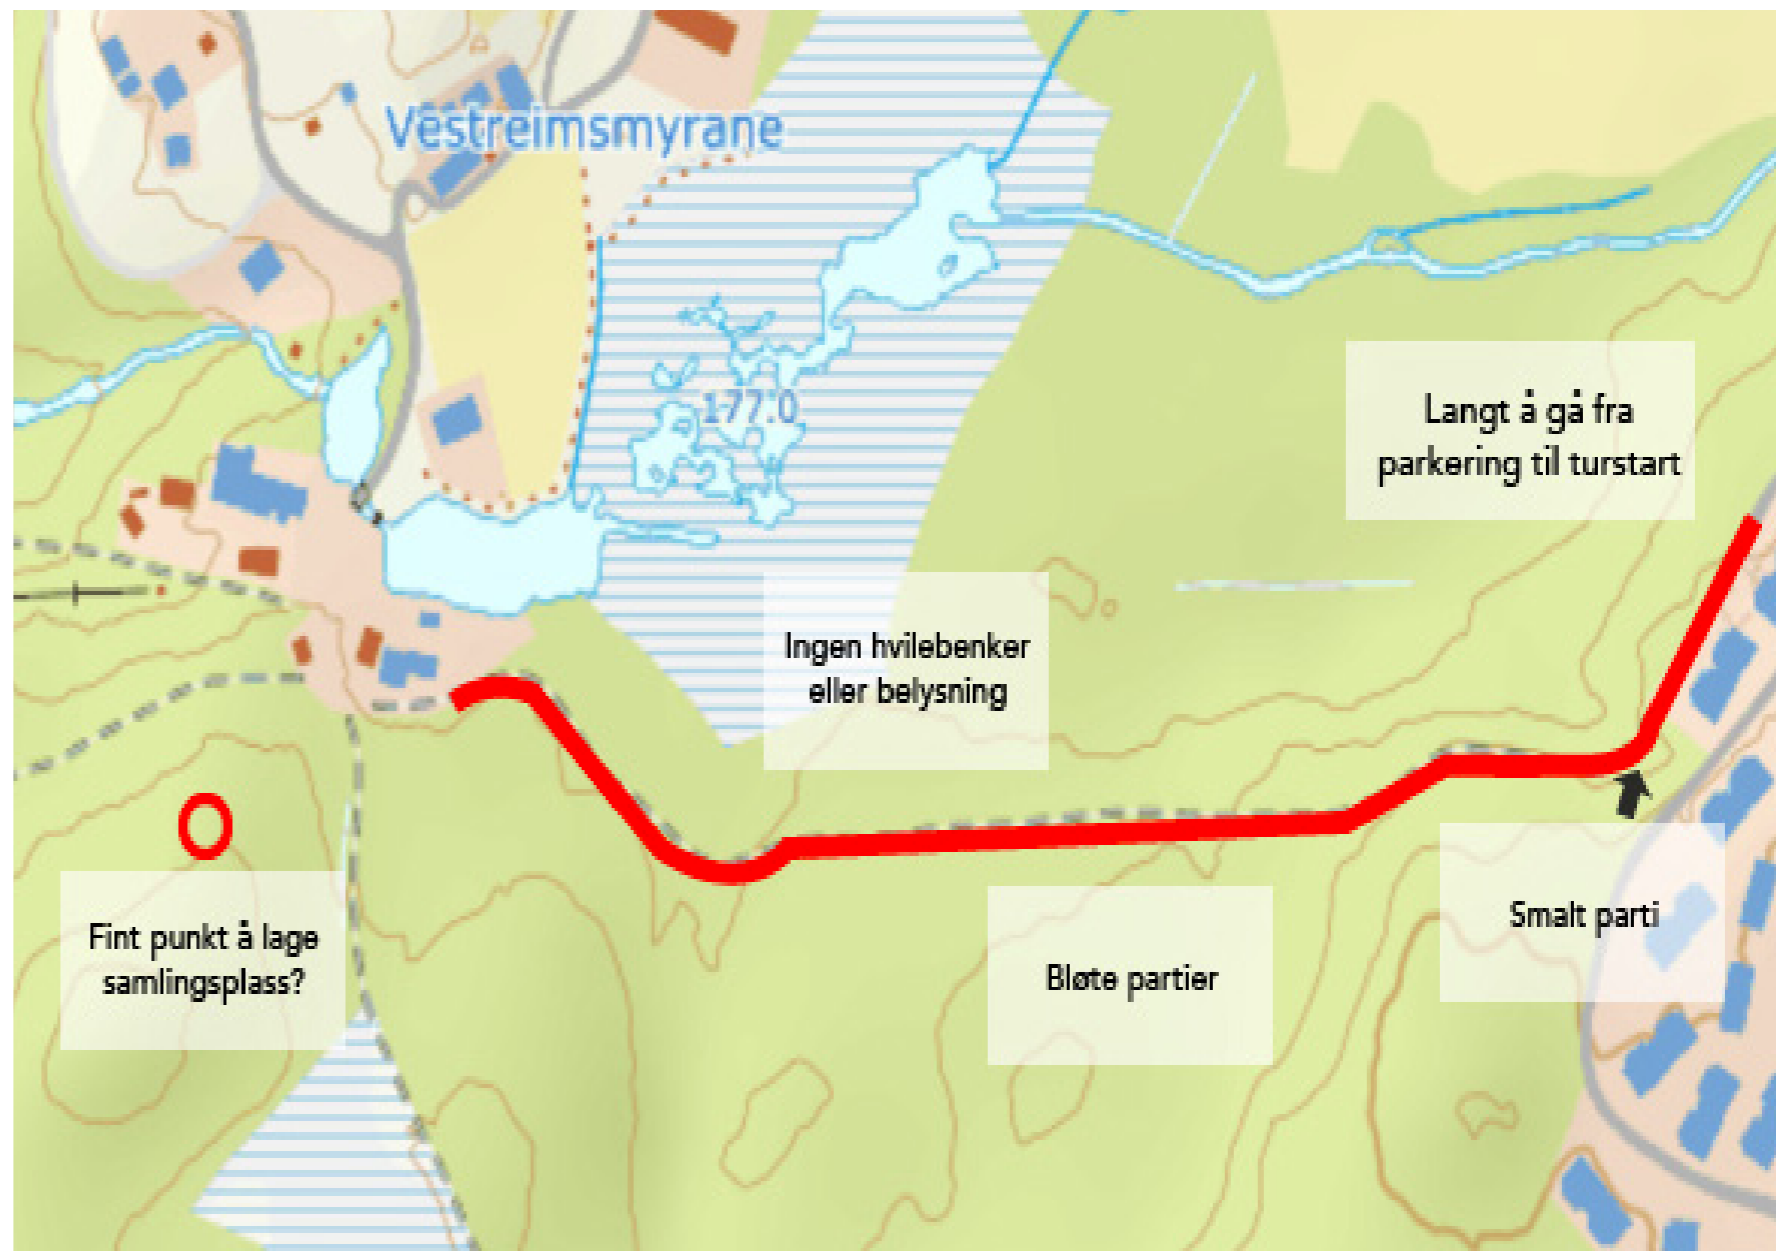 Vestreimsmyrane
177.0
Langt å gå fra
parkering til turstart
Ingen hvilebenker
eller belysning
Smalt parti
Fint punkt å lage
samlingsplass?
Bløte partier